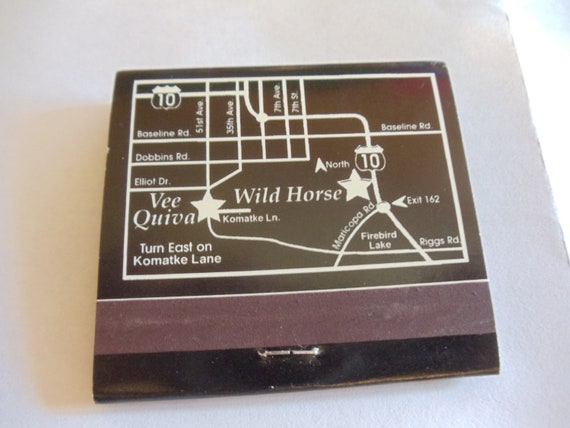 10
51st Ave.
35th Ave.
7th Ave.
7th St.
Baseline Rd.
Baseline Rd.
Dobbins Rd.
North
10
Elliot Dr.
Vee
Quiva
Wild Horse
Exit 162
Komatke Ln.
Maricopa Rd.
Firebird
Lake
Riggs Rd.
Turn East on
Komatke Lane